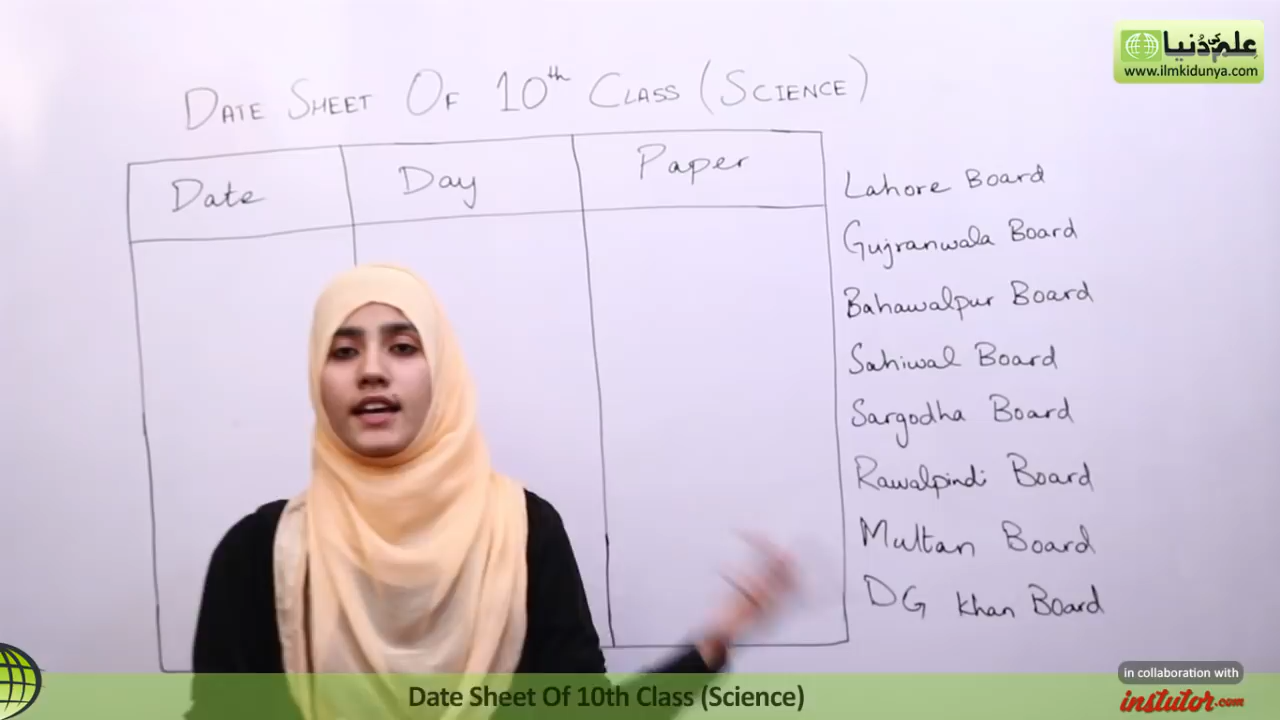 علم کی دنیا
www.ilmkidunya.com
DATE SHEET OF 10th CLASS (SCIENCE)
Date Day Paper
Lahore Board
Gujranwala Board
Bahawalpur Board
Sahiwal Board
Sargodha Board
Rawalpindi Board
Multan Board
DG Khan Board
in collaboration with
Date Sheet Of 10th Class (Science)
instutor.com